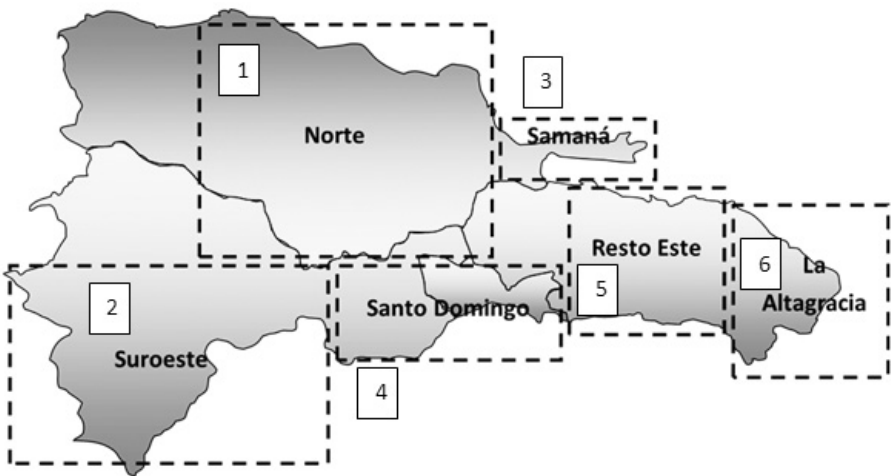 1
Norte
3
Samaná
2
Suroeste
Santo Domingo
4
Resto Este
5
6
La
Altagracia